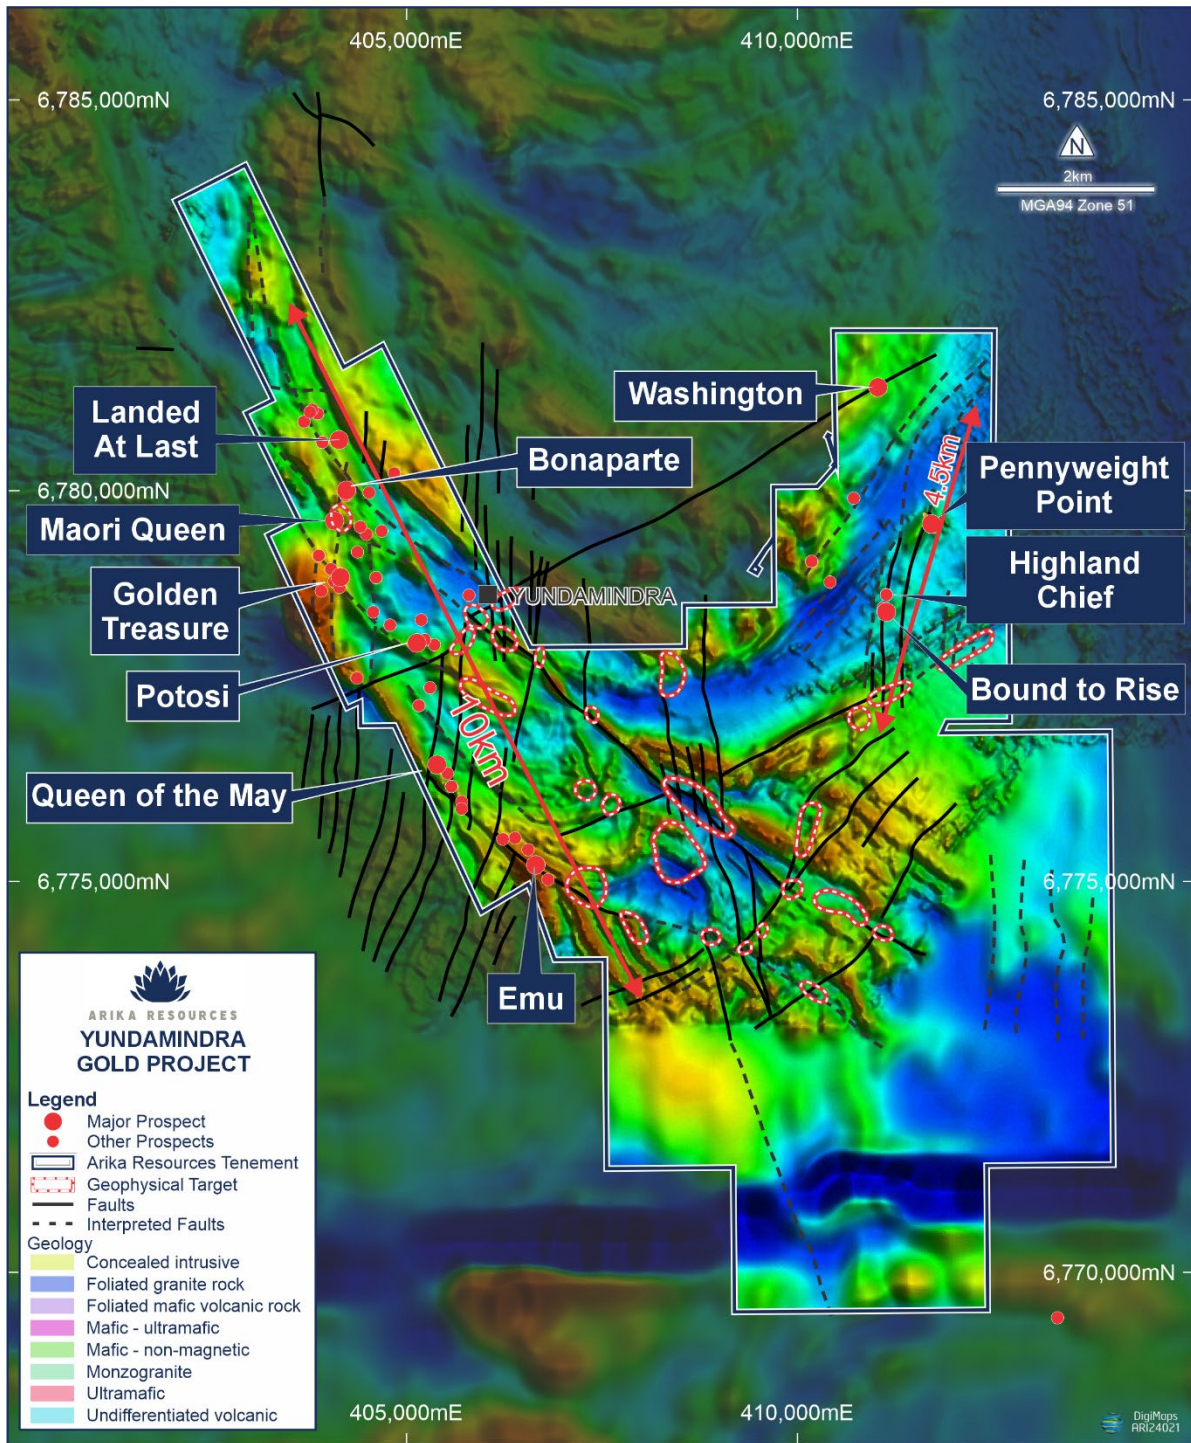 405,000mE
410,000mE
6,785,000mN
6,785,000mN
N
2km
MGA94 Zone 51
Landed
At Last
Washington
Bonaparte
4.5km
Pennyweight
Point
6,780,000mN
Maori Queen
Highland
Chief
Golden
Treasure
YUNDAMINDRA
Potosi
Bound to Rise
10km
Queen of the May
6,775,000mN
6,775,000mN
Emu
ARIKA RESOURCES
YUNDAMINDRA
GOLD PROJECT
Legend
Major Prospect
Other Prospects
Arika Resources Tenement
Geophysical Target
Faults
Interpreted Faults
Geology
Concealed intrusive
Foliated granite rock
Foliated mafic volcanic rock
Mafic - ultramafic
Mafic - non-magnetic
Monzogranite
Ultramafic
Undifferentiated volcanic
6,770,000mN
405,000mE
410,000mE
DigiMaps
ARI24021